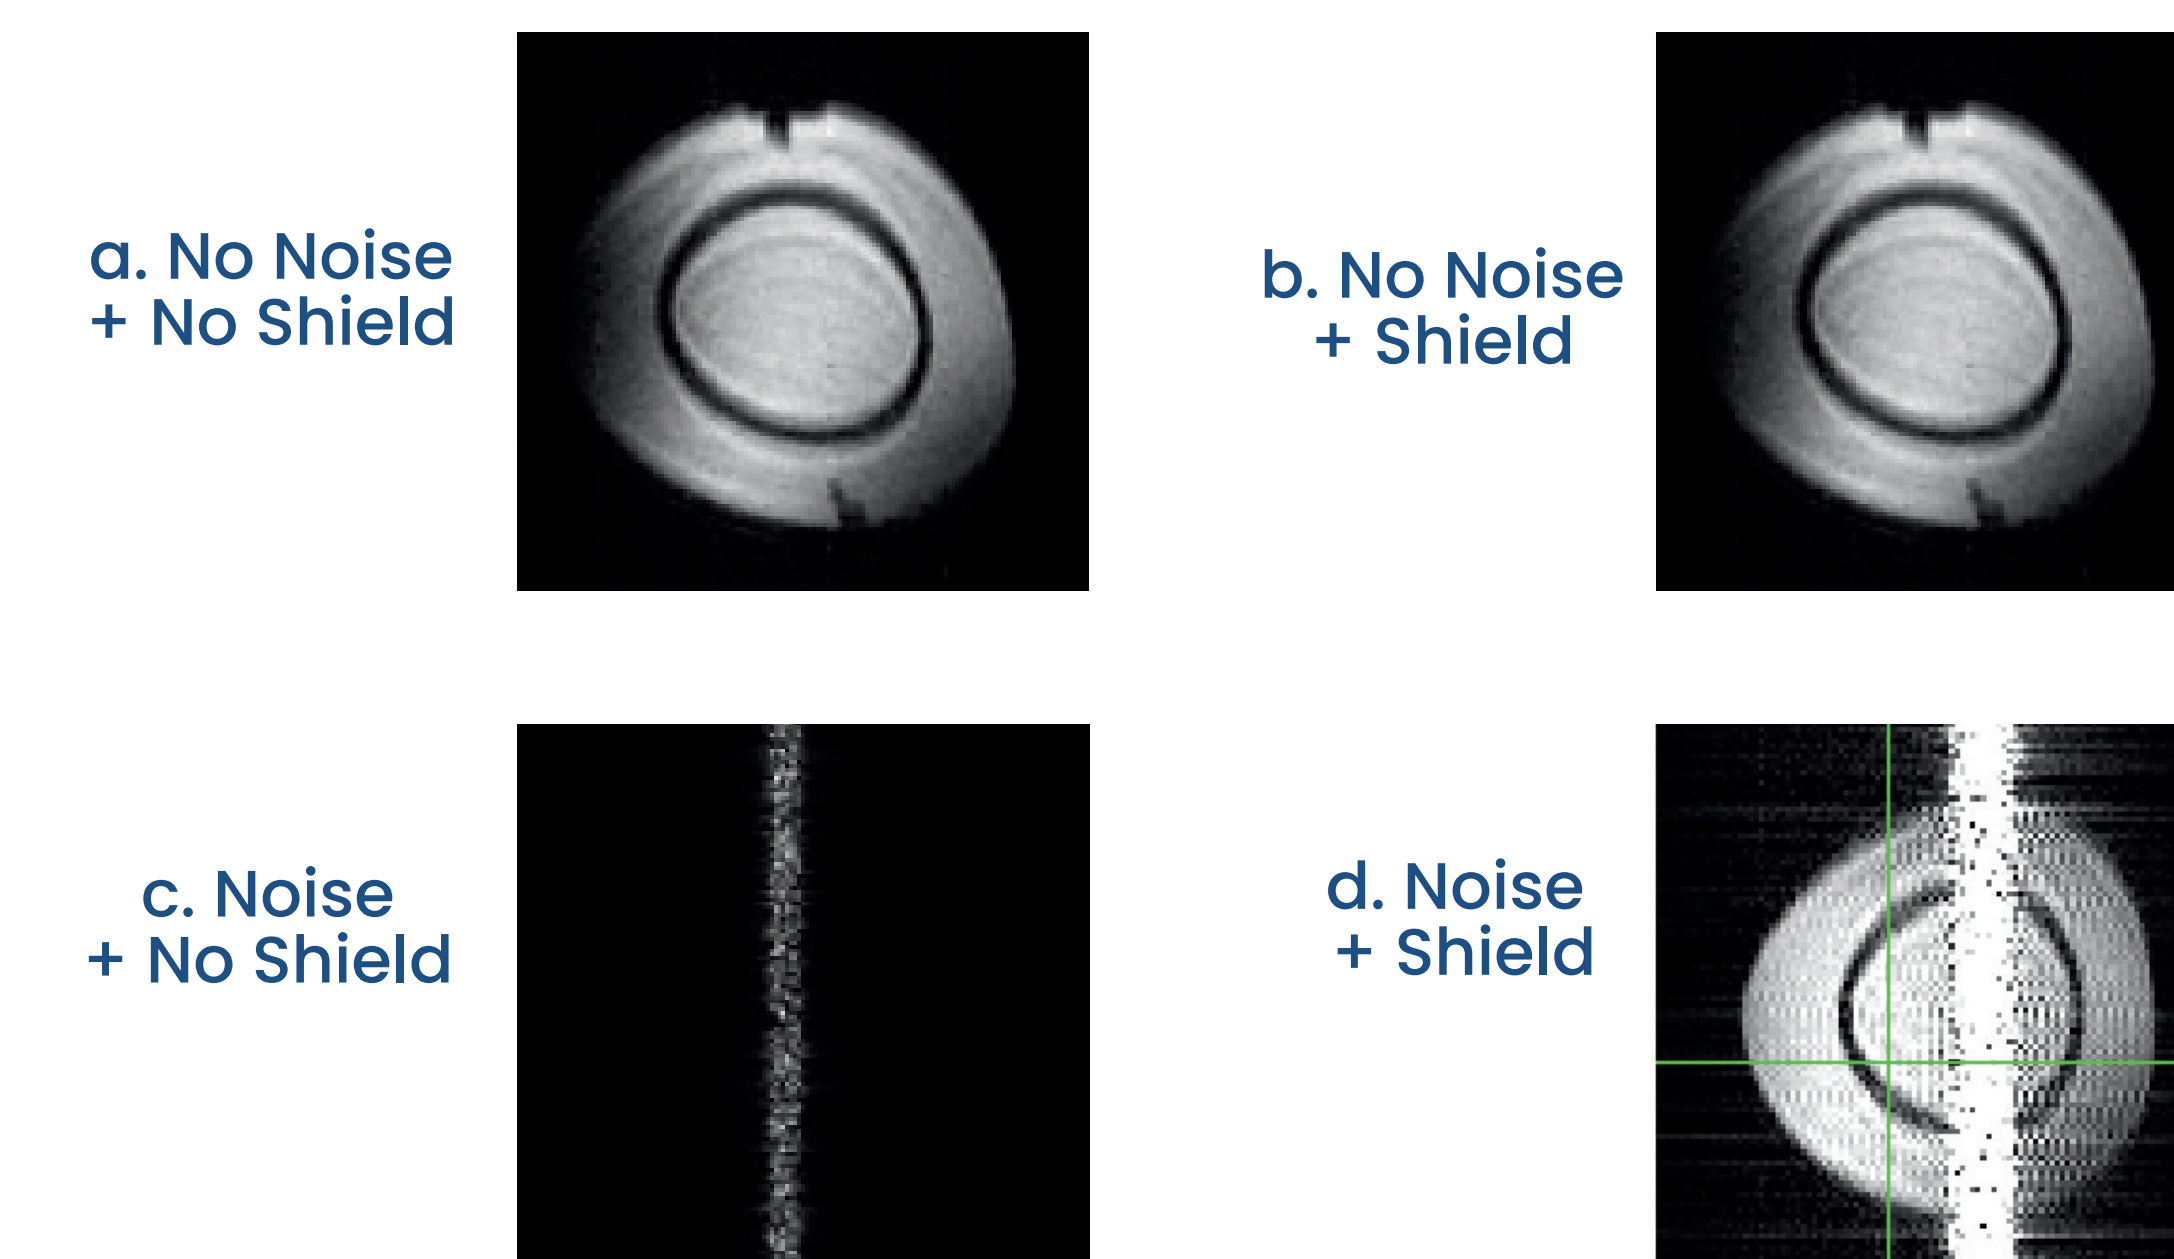 a. No Noise
+ No Shield
b. No Noise
+ Shield
c. Noise
+ No Shield
d. Noise
+ Shield